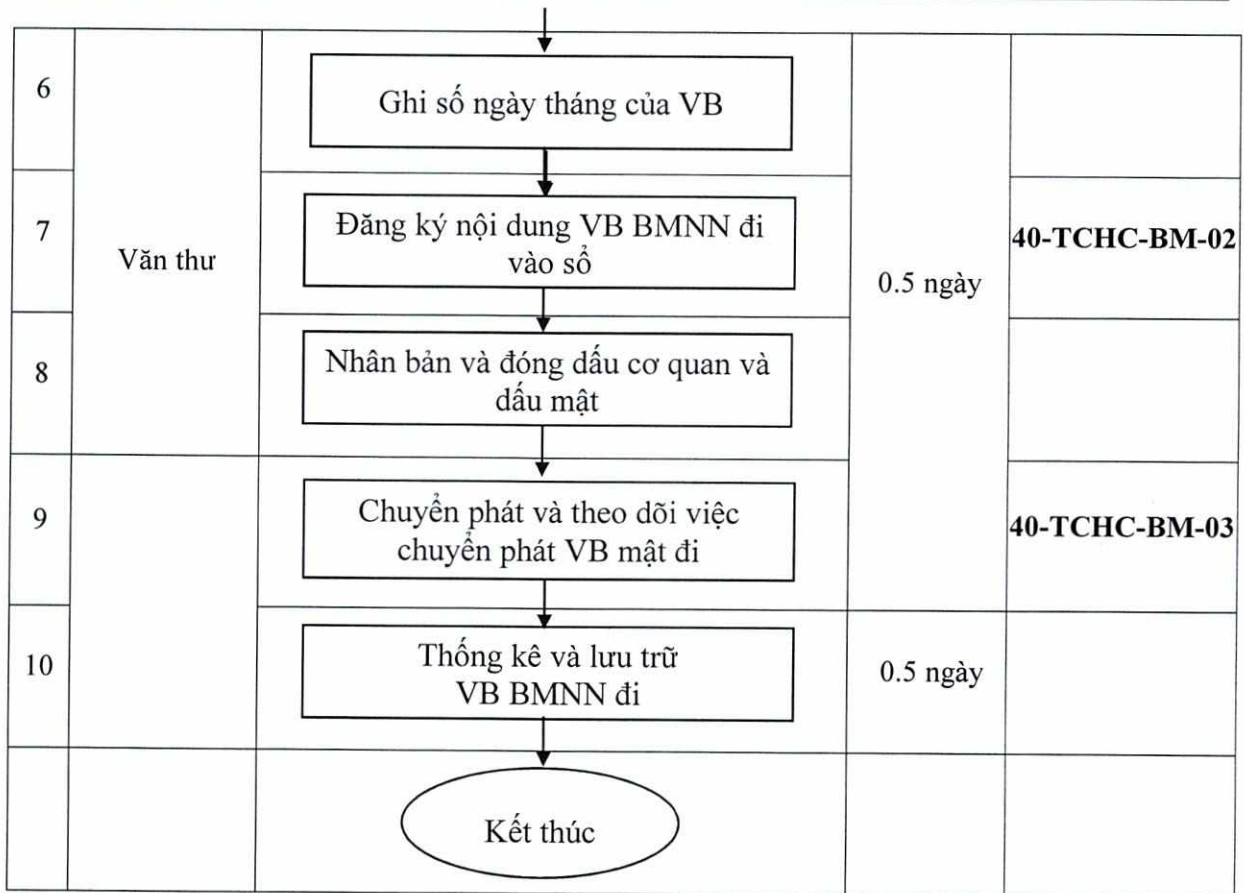 6
Ghi số ngày tháng của VB
7
Văn thư
Đăng ký nội dung VB BMNN đi
vào sổ
0.5 ngày
40-TCHC-BM-02
8
Nhân bản và đóng dấu cơ quan và
dấu mật
9
Chuyển phát và theo dõi việc
chuyển phát VB mật đi
40-TCHC-BM-03
10
Thống kê và lưu trữ
VB BMNN đi
0.5 ngày
Kết thúc